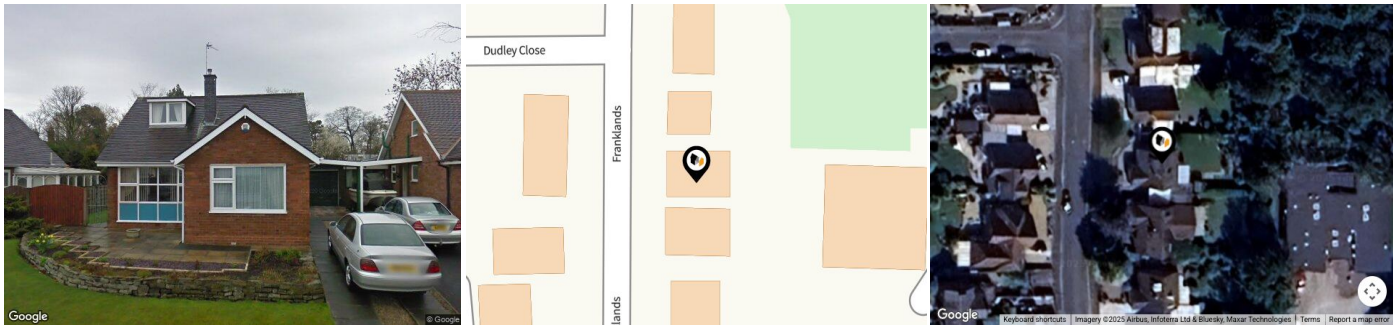 Google
© Google
Dudley Close
Franklands
lands
Google
Keyboard shortcuts
Imagery ©2025 Airbus, Infoterra Ltd & Bluesky, Maxar Technologies
Terms
Report a map error